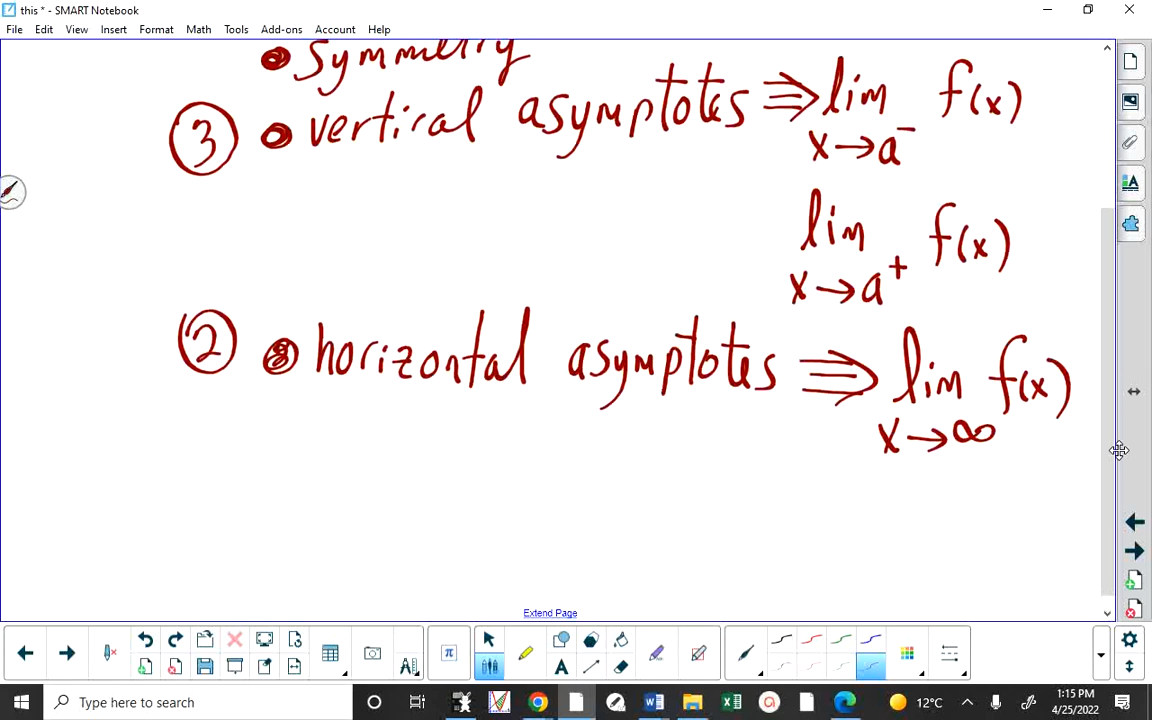 this * - SMART Notebook
File Edit View Insert Format Math Tools Add-ons Account Help
• symmetry
③ • vertical asymptotes ⇛ lim f(x)
x→a⁻
lim f(x)
x→a⁺
② • horizontal asymptotes ⇛ lim f(x)
x→∞
Extend Page
π
A
Type here to search
12°C
1:15 PM
4/25/2022